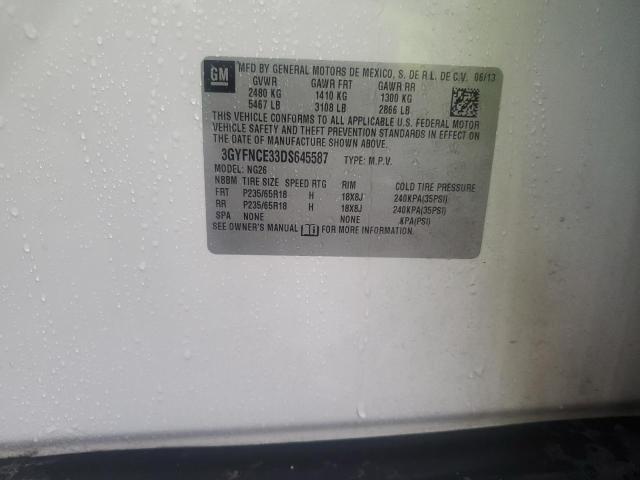 GM
MFD BY GENERAL MOTORS DE MEXICO, S. DE R.L. DE C.V. 06/13
GVWR GAWR FRT GAWR RR
2480 KG 1410 KG 1300 KG
5467 LB 3108 LB 2866 LB
THIS VEHICLE CONFORMS TO ALL APPLICABLE U.S. FEDERAL MOTOR
VEHICLE SAFETY AND THEFT PREVENTION STANDARDS IN EFFECT ON
THE DATE OF MANUFACTURE SHOWN ABOVE.
3GYFNCE33DS645587 TYPE: M.P.V.
MODEL: NG26
NBBM TIRE SIZE SPEED RTG RIM COLD TIRE PRESSURE
FRT P235/65R18 H 18X8J 240KPA(35PSI)
RR P235/65R18 H 18X8J 240KPA(35PSI)
SPA NONE NONE KPA(PSI)
SEE OWNER'S MANUAL FOR MORE INFORMATION.